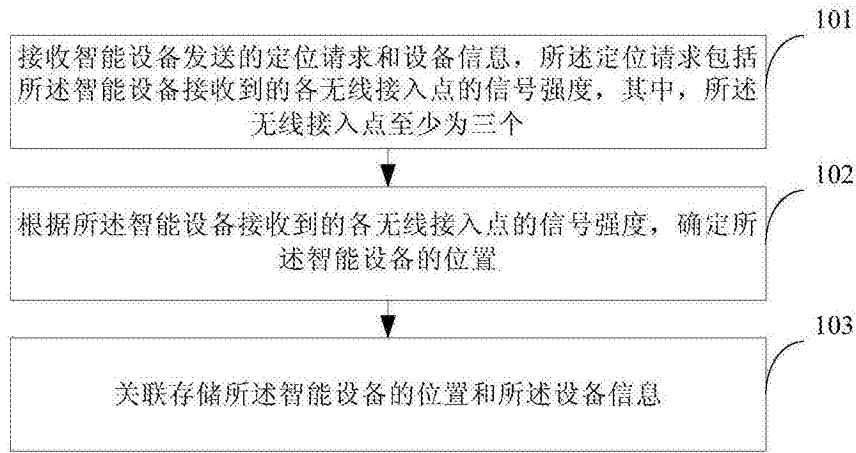 101
接收智能设备发送的定位请求和设备信息，所述定位请求包括
所述智能设备接收到的各无线接入点的信号强度，其中，所述
无线接入点至少为三个
102
根据所述智能设备接收到的各无线接入点的信号强度，确定所
述智能设备的位置
103
关联存储所述智能设备的位置和所述设备信息